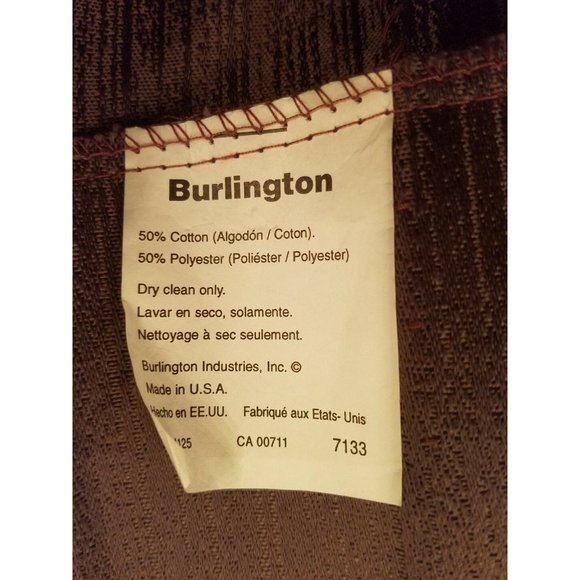 Burlington
50% Cotton (Algodón / Coton).
50% Polyester (Poliéster / Polyester)
Dry clean only.
Lavar en seco, solamente.
Nettoyage à sec seulement.
Burlington Industries, Inc. ©
Made in U.S.A.
Hecho en EE.UU. Fabriqué aux Etats- Unis
CA 00711 7133